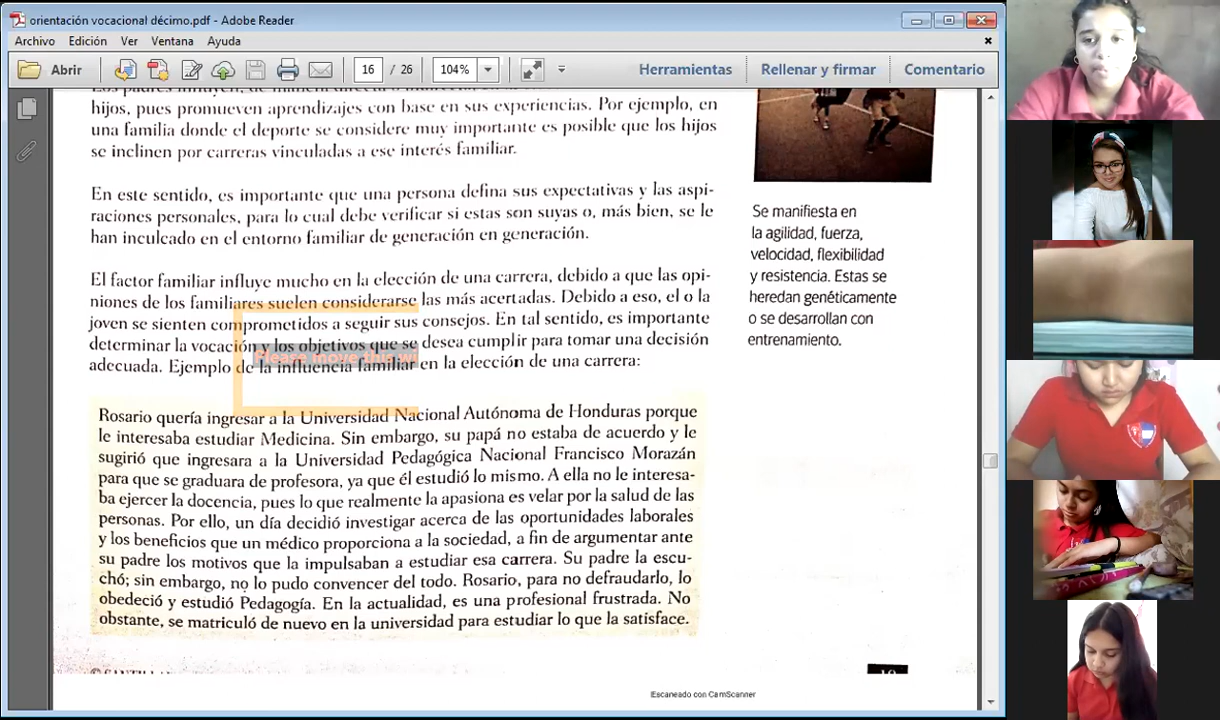 orientación vocacional décimo.pdf - Adobe Reader
Archivo Edición Ver Ventana Ayuda
Abrir 16 / 26 104% Herramientas Rellenar y firmar Comentario
Los padres influyen, de manera directa o
hijos, pues promueven aprendizajes con base en sus experiencias. Por ejemplo, en
una familia donde el deporte se considere muy importante es posible que los hijos
se inclinen por carreras vinculadas a ese interés familiar.
En este sentido, es importante que una persona defina sus expectativas y las aspi-
raciones personales, para lo cual debe verificar si estas son suyas o, más bien, se le
han inculcado en el entorno familiar de generación en generación.
El factor familiar influye mucho en la elección de una carrera, debido a que las opi-
niones de los familiares suelen considerarse las más acertadas. Debido a eso, el o la
joven se sienten comprometidos a seguir sus consejos. En tal sentido, es importante
determinar la vocación y los objetivos que se desea cumplir para tomar una decisión
Please move this wi
adecuada. Ejemplo de la influencia familiar en la elección de una carrera:
Rosario quería ingresar a la Universidad Nacional Autónoma de Honduras porque
le interesaba estudiar Medicina. Sin embargo, su papá no estaba de acuerdo y le
sugirió que ingresara a la Universidad Pedagógica Nacional Francisco Morazán
para que se graduara de profesora, ya que él estudió lo mismo. A ella no le interesa-
ba ejercer la docencia, pues lo que realmente la apasiona es velar por la salud de las
personas. Por ello, un día decidió investigar acerca de las oportunidades laborales
y los beneficios que un médico proporciona a la sociedad, a fin de argumentar ante
su padre los motivos que la impulsaban a estudiar esa carrera. Su padre la escu-
chó; sin embargo, no lo pudo convencer del todo. Rosario, para no defraudarlo, lo
obedeció y estudió Pedagogía. En la actualidad, es una profesional frustrada. No
obstante, se matriculó de nuevo en la universidad para estudiar lo que la satisface.
Se manifiesta en
la agilidad, fuerza,
velocidad, flexibilidad
y resistencia. Estas se
heredan genéticamente
o se desarrollan con
entrenamiento.
Escaneado con CamScanner